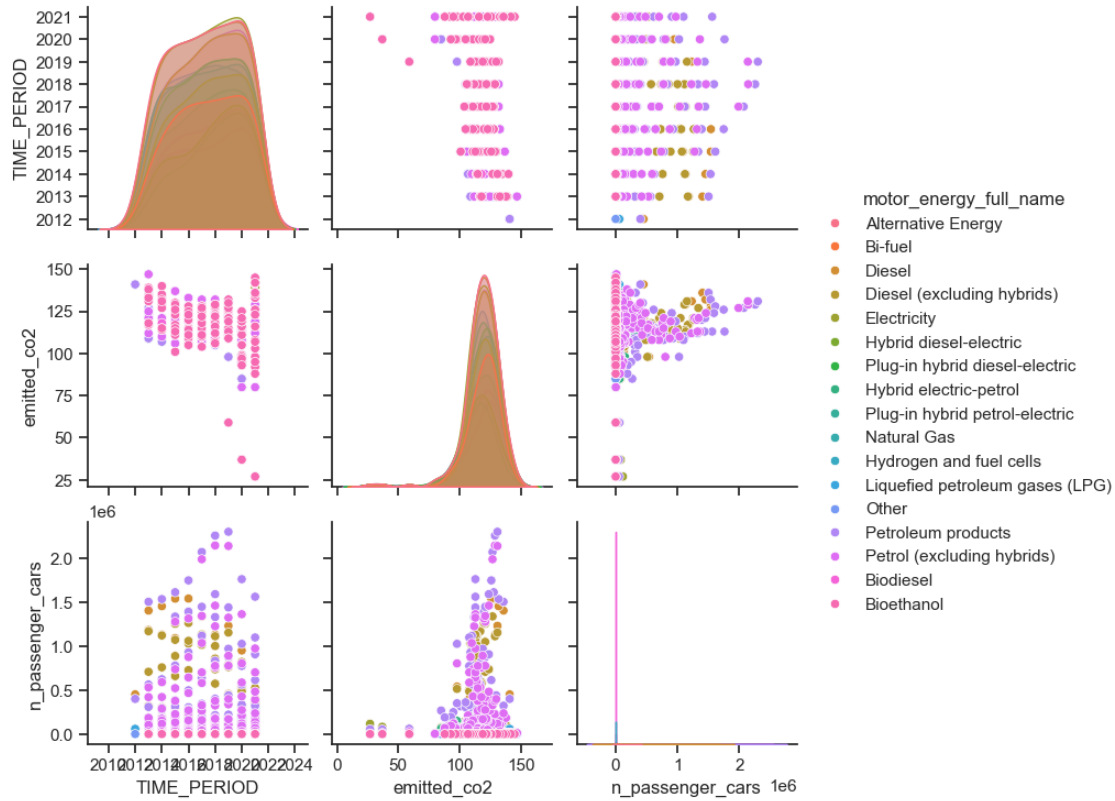 2021
2020
2019
2018
2017
2016
2015
2014
2013
2012
TIME_PERIOD
150
125
100
75
50
25
emitted_co2
1e6
2.0
1.5
1.0
0.5
0.0
n_passenger_cars
2010 2012 2014 2016 2018 2020 2022 2024
TIME_PERIOD
0 50 100 150
emitted_co2
0 1 2
1e6
n_passenger_cars
motor_energy_full_name
Alternative Energy
Bi-fuel
Diesel
Diesel (excluding hybrids)
Electricity
Hybrid diesel-electric
Plug-in hybrid diesel-electric
Hybrid electric-petrol
Plug-in hybrid petrol-electric
Natural Gas
Hydrogen and fuel cells
Liquefied petroleum gases (LPG)
Other
Petroleum products
Petrol (excluding hybrids)
Biodiesel
Bioethanol